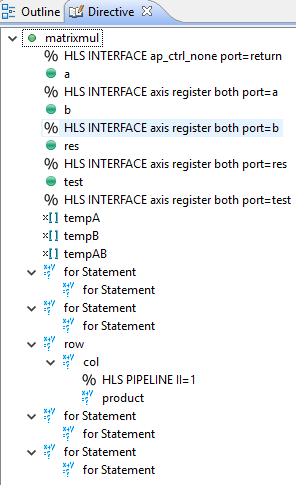 Outline Directive
matrixmul
% HLS INTERFACE ap_ctrl_none port=return
a
% HLS INTERFACE axis register both port=a
b
% HLS INTERFACE axis register both port=b
res
% HLS INTERFACE axis register both port=res
test
% HLS INTERFACE axis register both port=test
x[] tempA
x[] tempB
x[] tempAB
for Statement
for Statement
for Statement
for Statement
row
col
% HLS PIPELINE II=1
product
for Statement
for Statement
for Statement
for Statement